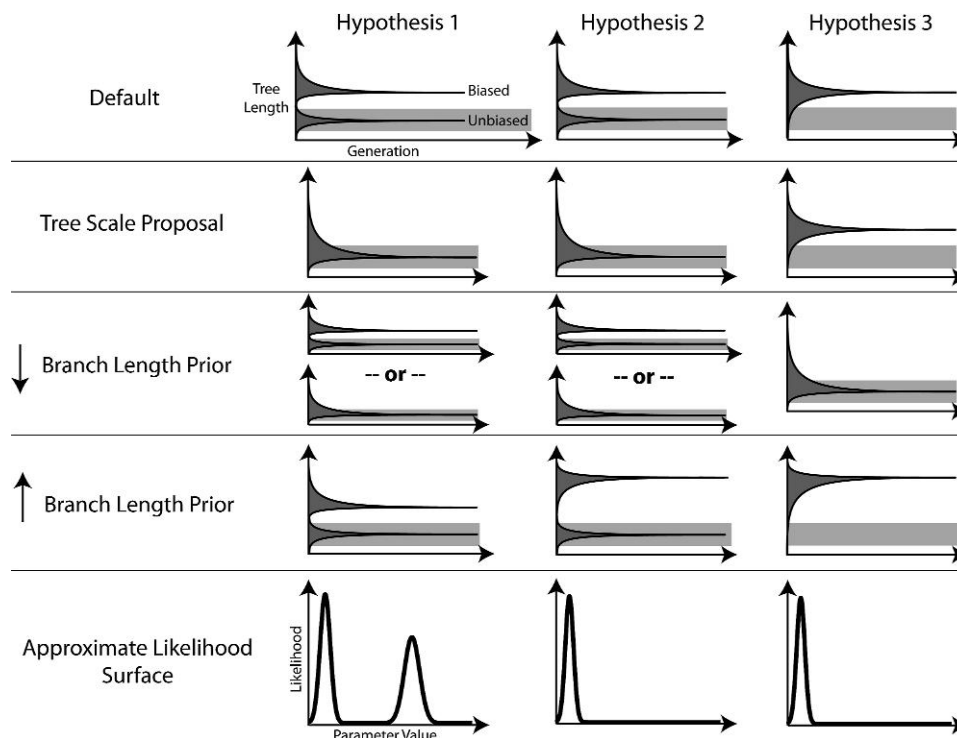 Hypothesis 1
Hypothesis 2
Hypothesis 3
Default
Tree
Length
Biased
Unbiased
Generation
Tree Scale Proposal
Branch Length Prior
-- or --
-- or --
Branch Length Prior
Approximate Likelihood
Surface
Likelihood
Parameter Value